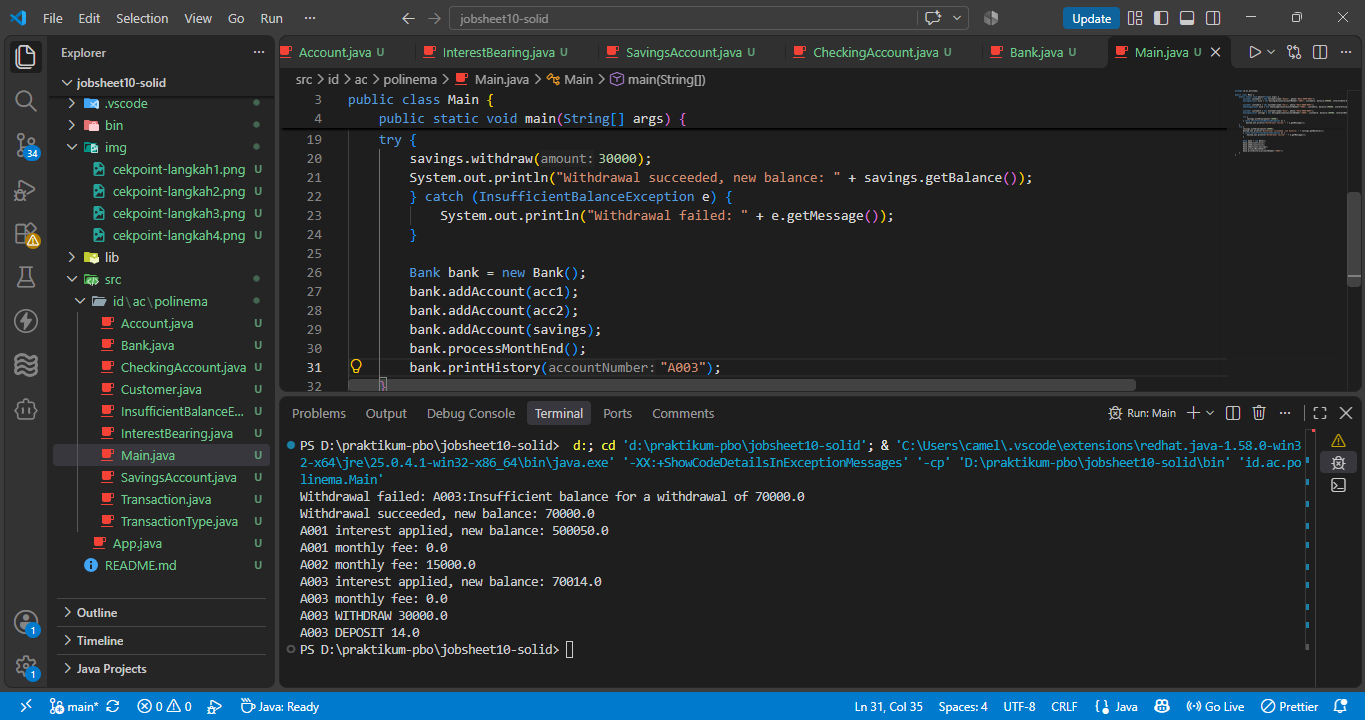 File Edit Selection View Go Run ···
jobsheet10-solid
Update
Explorer ···
jobsheet10-solid
.vscode
bin
img
cekpoint-langkah1.png U
cekpoint-langkah2.png U
cekpoint-langkah3.png U
cekpoint-langkah4.png U
lib
src
id\ac\polinema
Account.java U
Bank.java U
CheckingAccount.java U
Customer.java U
InsufficientBalanceE... U
InterestBearing.java U
Main.java U
SavingsAccount.java U
Transaction.java U
TransactionType.java U
App.java U
README.md U
Outline
Timeline
Java Projects
34
1
1
Account.java U InterestBearing.java U SavingsAccount.java U CheckingAccount.java U Bank.java U Main.java U
src > id > ac > polinema > Main.java > Main > main(String[])
3 public class Main {
4 public static void main(String[] args) {
19 try {
20 savings.withdraw(amount: 30000);
21 System.out.println("Withdrawal succeeded, new balance: " + savings.getBalance());
22 } catch (InsufficientBalanceException e) {
23 System.out.println("Withdrawal failed: " + e.getMessage());
24 }
25
26 Bank bank = new Bank();
27 bank.addAccount(acc1);
28 bank.addAccount(acc2);
29 bank.addAccount(savings);
30 bank.processMonthEnd();
31 bank.printHistory(accountNumber: "A003");
32 }
Problems Output Debug Console Terminal Ports Comments
Run: Main
PS D:\praktikum-pbo\jobsheet10-solid> d:; cd 'd:\praktikum-pbo\jobsheet10-solid'; & 'C:\Users\camel\.vscode\extensions\redhat.java-1.58.0-win3
2-x64\jre\25.0.4.1-win32-x86_64\bin\java.exe' '-XX:+ShowCodeDetailsInExceptionMessages' '-cp' 'D:\praktikum-pbo\jobsheet10-solid\bin' 'id.ac.po
linema.Main'
Withdrawal failed: A003:Insufficient balance for a withdrawal of 70000.0
Withdrawal succeeded, new balance: 70000.0
A001 interest applied, new balance: 500050.0
A001 monthly fee: 0.0
A002 monthly fee: 15000.0
A003 interest applied, new balance: 70014.0
A003 monthly fee: 0.0
A003 WITHDRAW 30000.0
A003 DEPOSIT 14.0
PS D:\praktikum-pbo\jobsheet10-solid>
main* 0 0 Java: Ready Ln 31, Col 35 Spaces: 4 UTF-8 CRLF Java Go Live Prettier